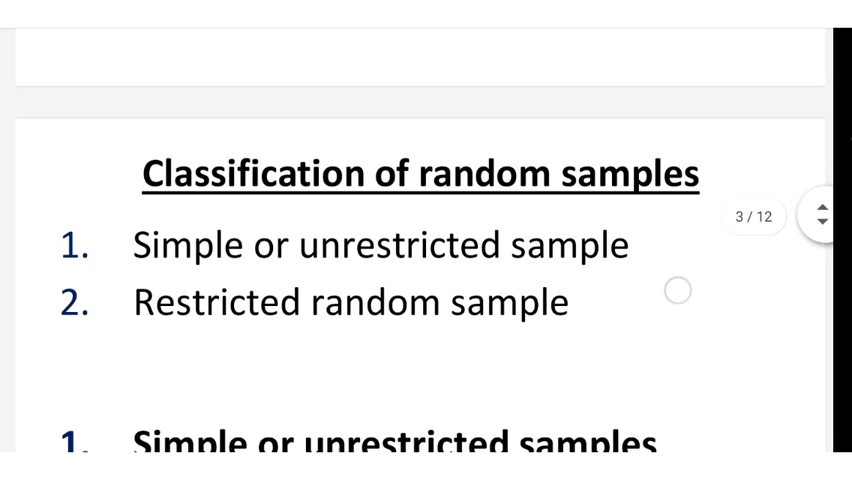 Classification of random samples
3 / 12
1. Simple or unrestricted sample
2. Restricted random sample
1. Simple or unrestricted samples